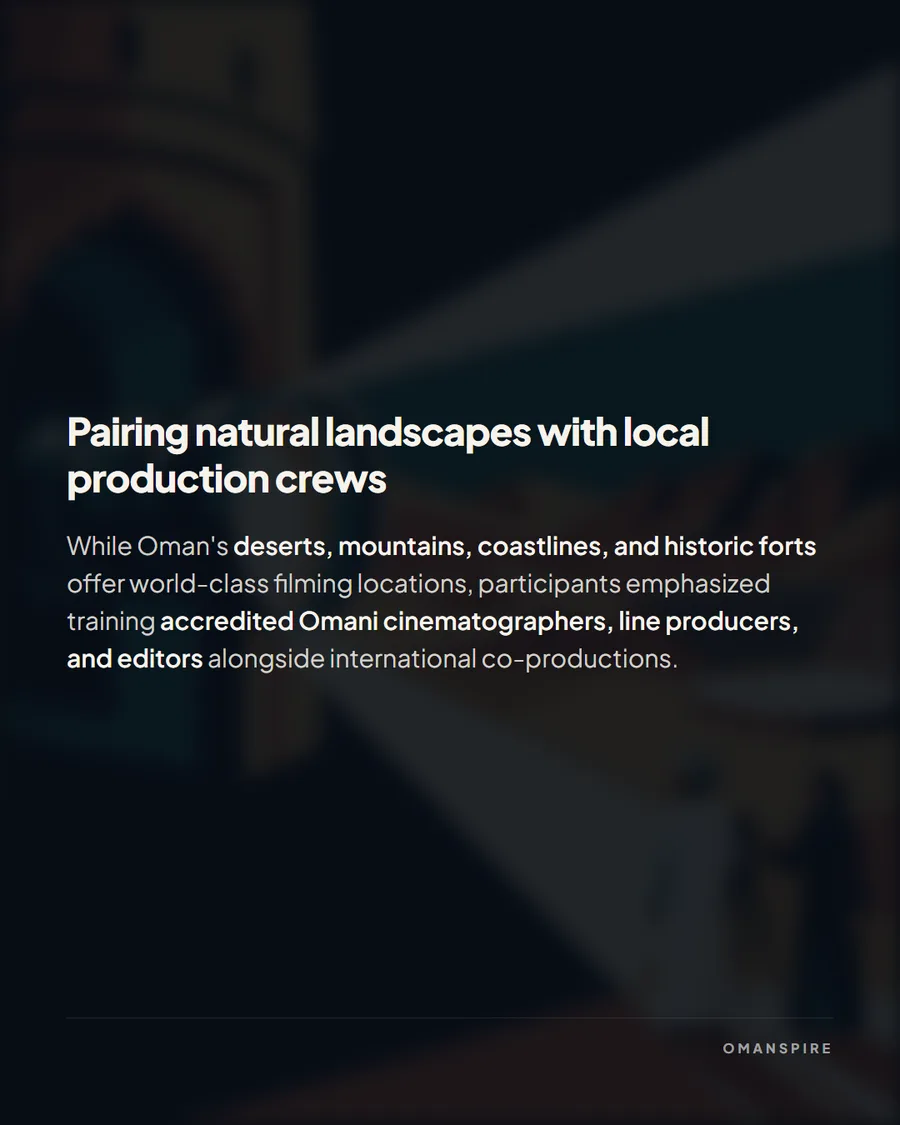 Pairing natural landscapes with local
production crews
While Oman's deserts, mountains, coastlines, and historic forts
offer world-class filming locations, participants emphasized
training accredited Omani cinematographers, line producers,
and editors alongside international co-productions.
OMANSPIRE